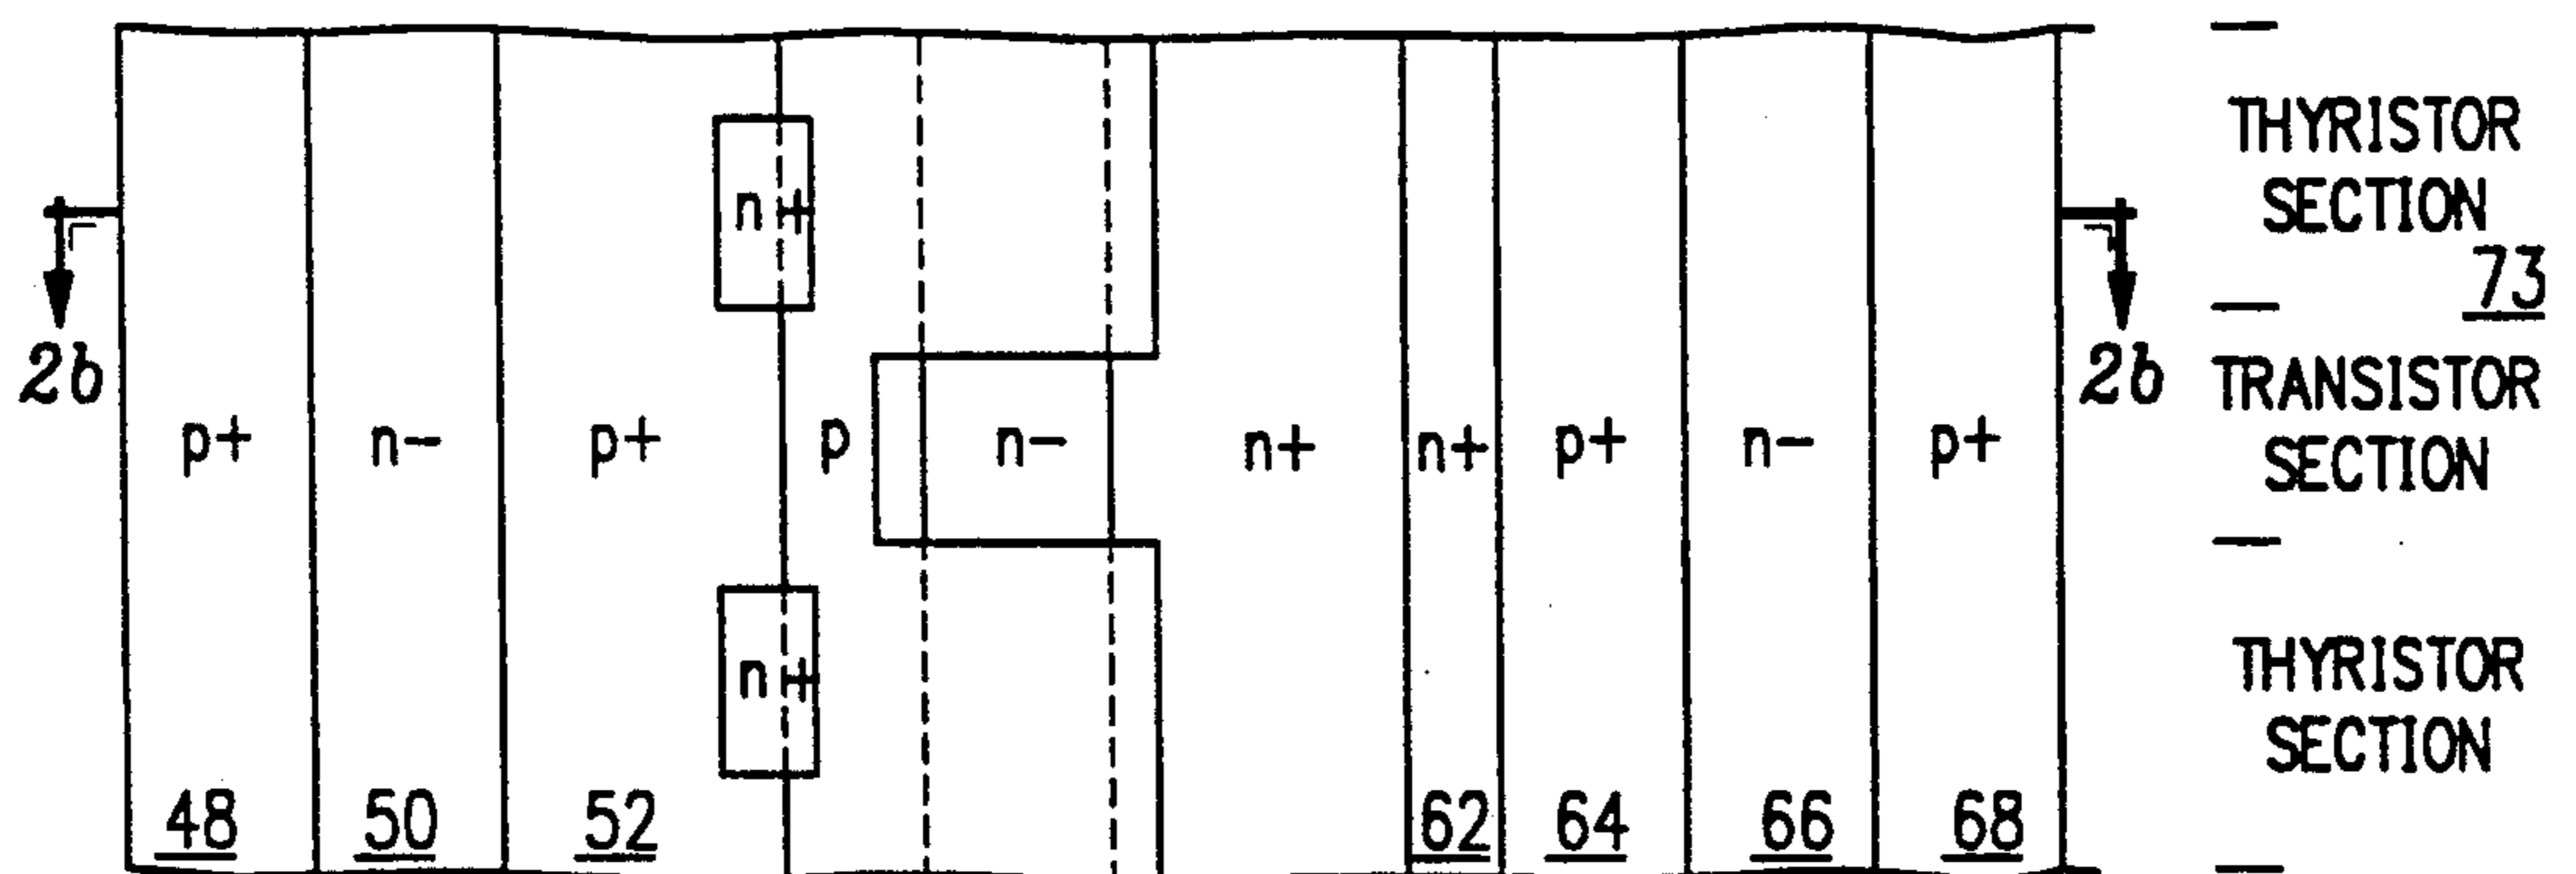 THYRISTOR
SECTION
73
n+
2b
2b
TRANSISTOR
SECTION
p+ n- p+ p n- n+ n+ p+ n- p+
n+
THYRISTOR
SECTION
48 50 52 62 64 66 68